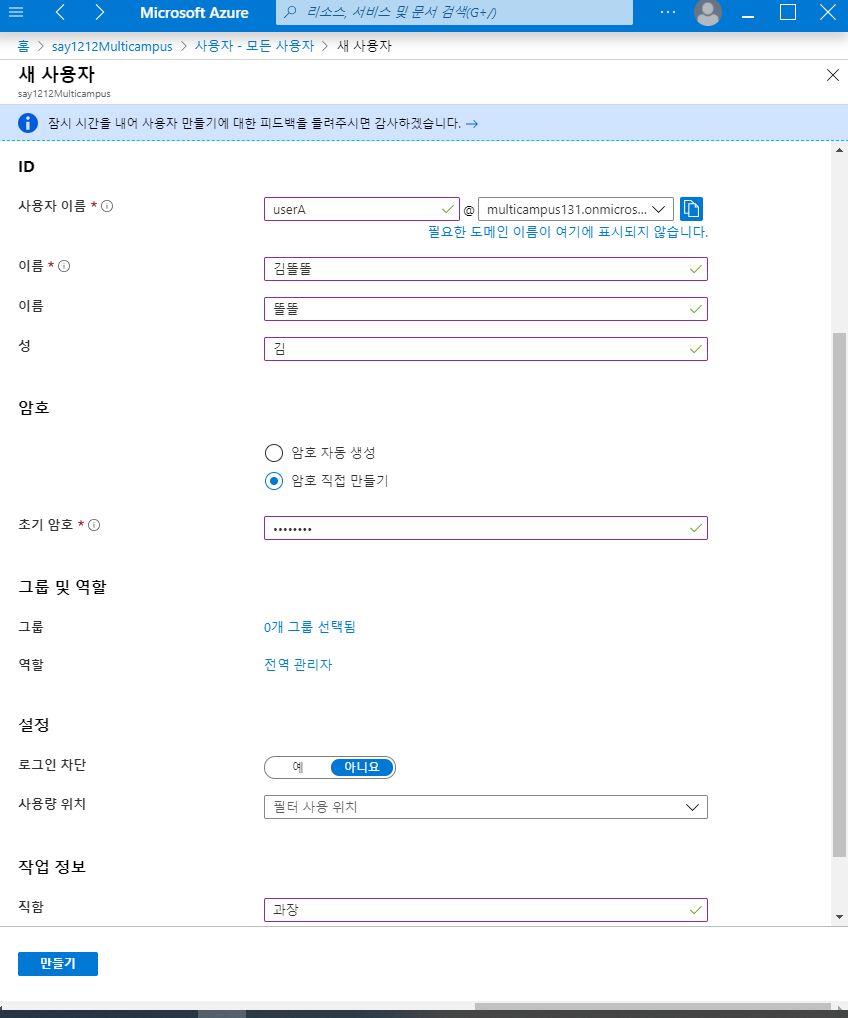 Microsoft Azure
리소스, 서비스 및 문서 검색(G+/)
홈 > say1212Multicampus > 사용자 - 모든 사용자 > 새 사용자
새 사용자
say1212Multicampus
잠시 시간을 내어 사용자 만들기에 대한 피드백을 들려주시면 감사하겠습니다. →
ID
사용자 이름 * userA @ multicampus131.onmicros...
필요한 도메인 이름이 여기에 표시되지 않습니다.
이름 * 김뚈뚈
이름 뚈뚈
성 김
암호
암호 자동 생성
암호 직접 만들기
초기 암호 * ••••••••
그룹 및 역할
그룹 0개 그룹 선택됨
역할 전역 관리자
설정
로그인 차단 예 아니요
사용량 위치 필터 사용 위치
작업 정보
직함 과장
만들기